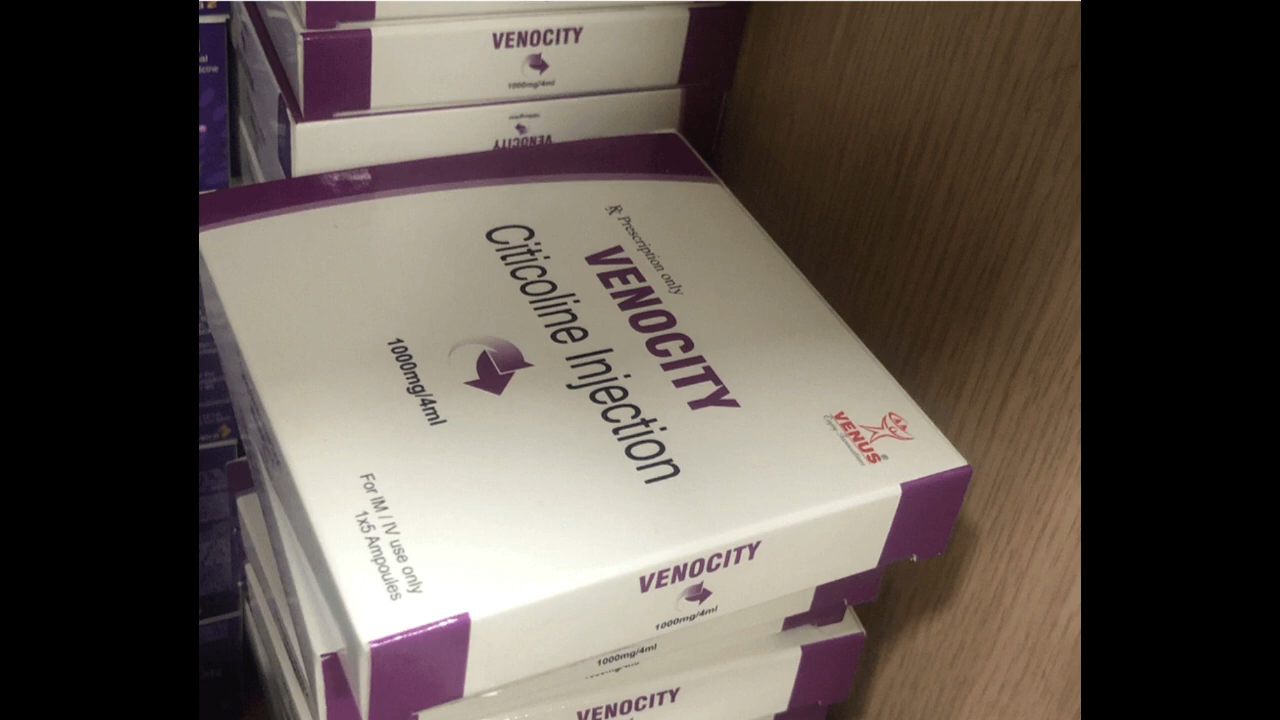 VENOCITY
1000mg/4ml
VENOCITY
℞ Prescription only
VENOCITY
Citicoline Injection
1000mg/4ml
For IM / IV use only
1x5 Ampoules
VENUS®
VENOCITY
1000mg/4ml
1000mg/4ml
VENOCITY